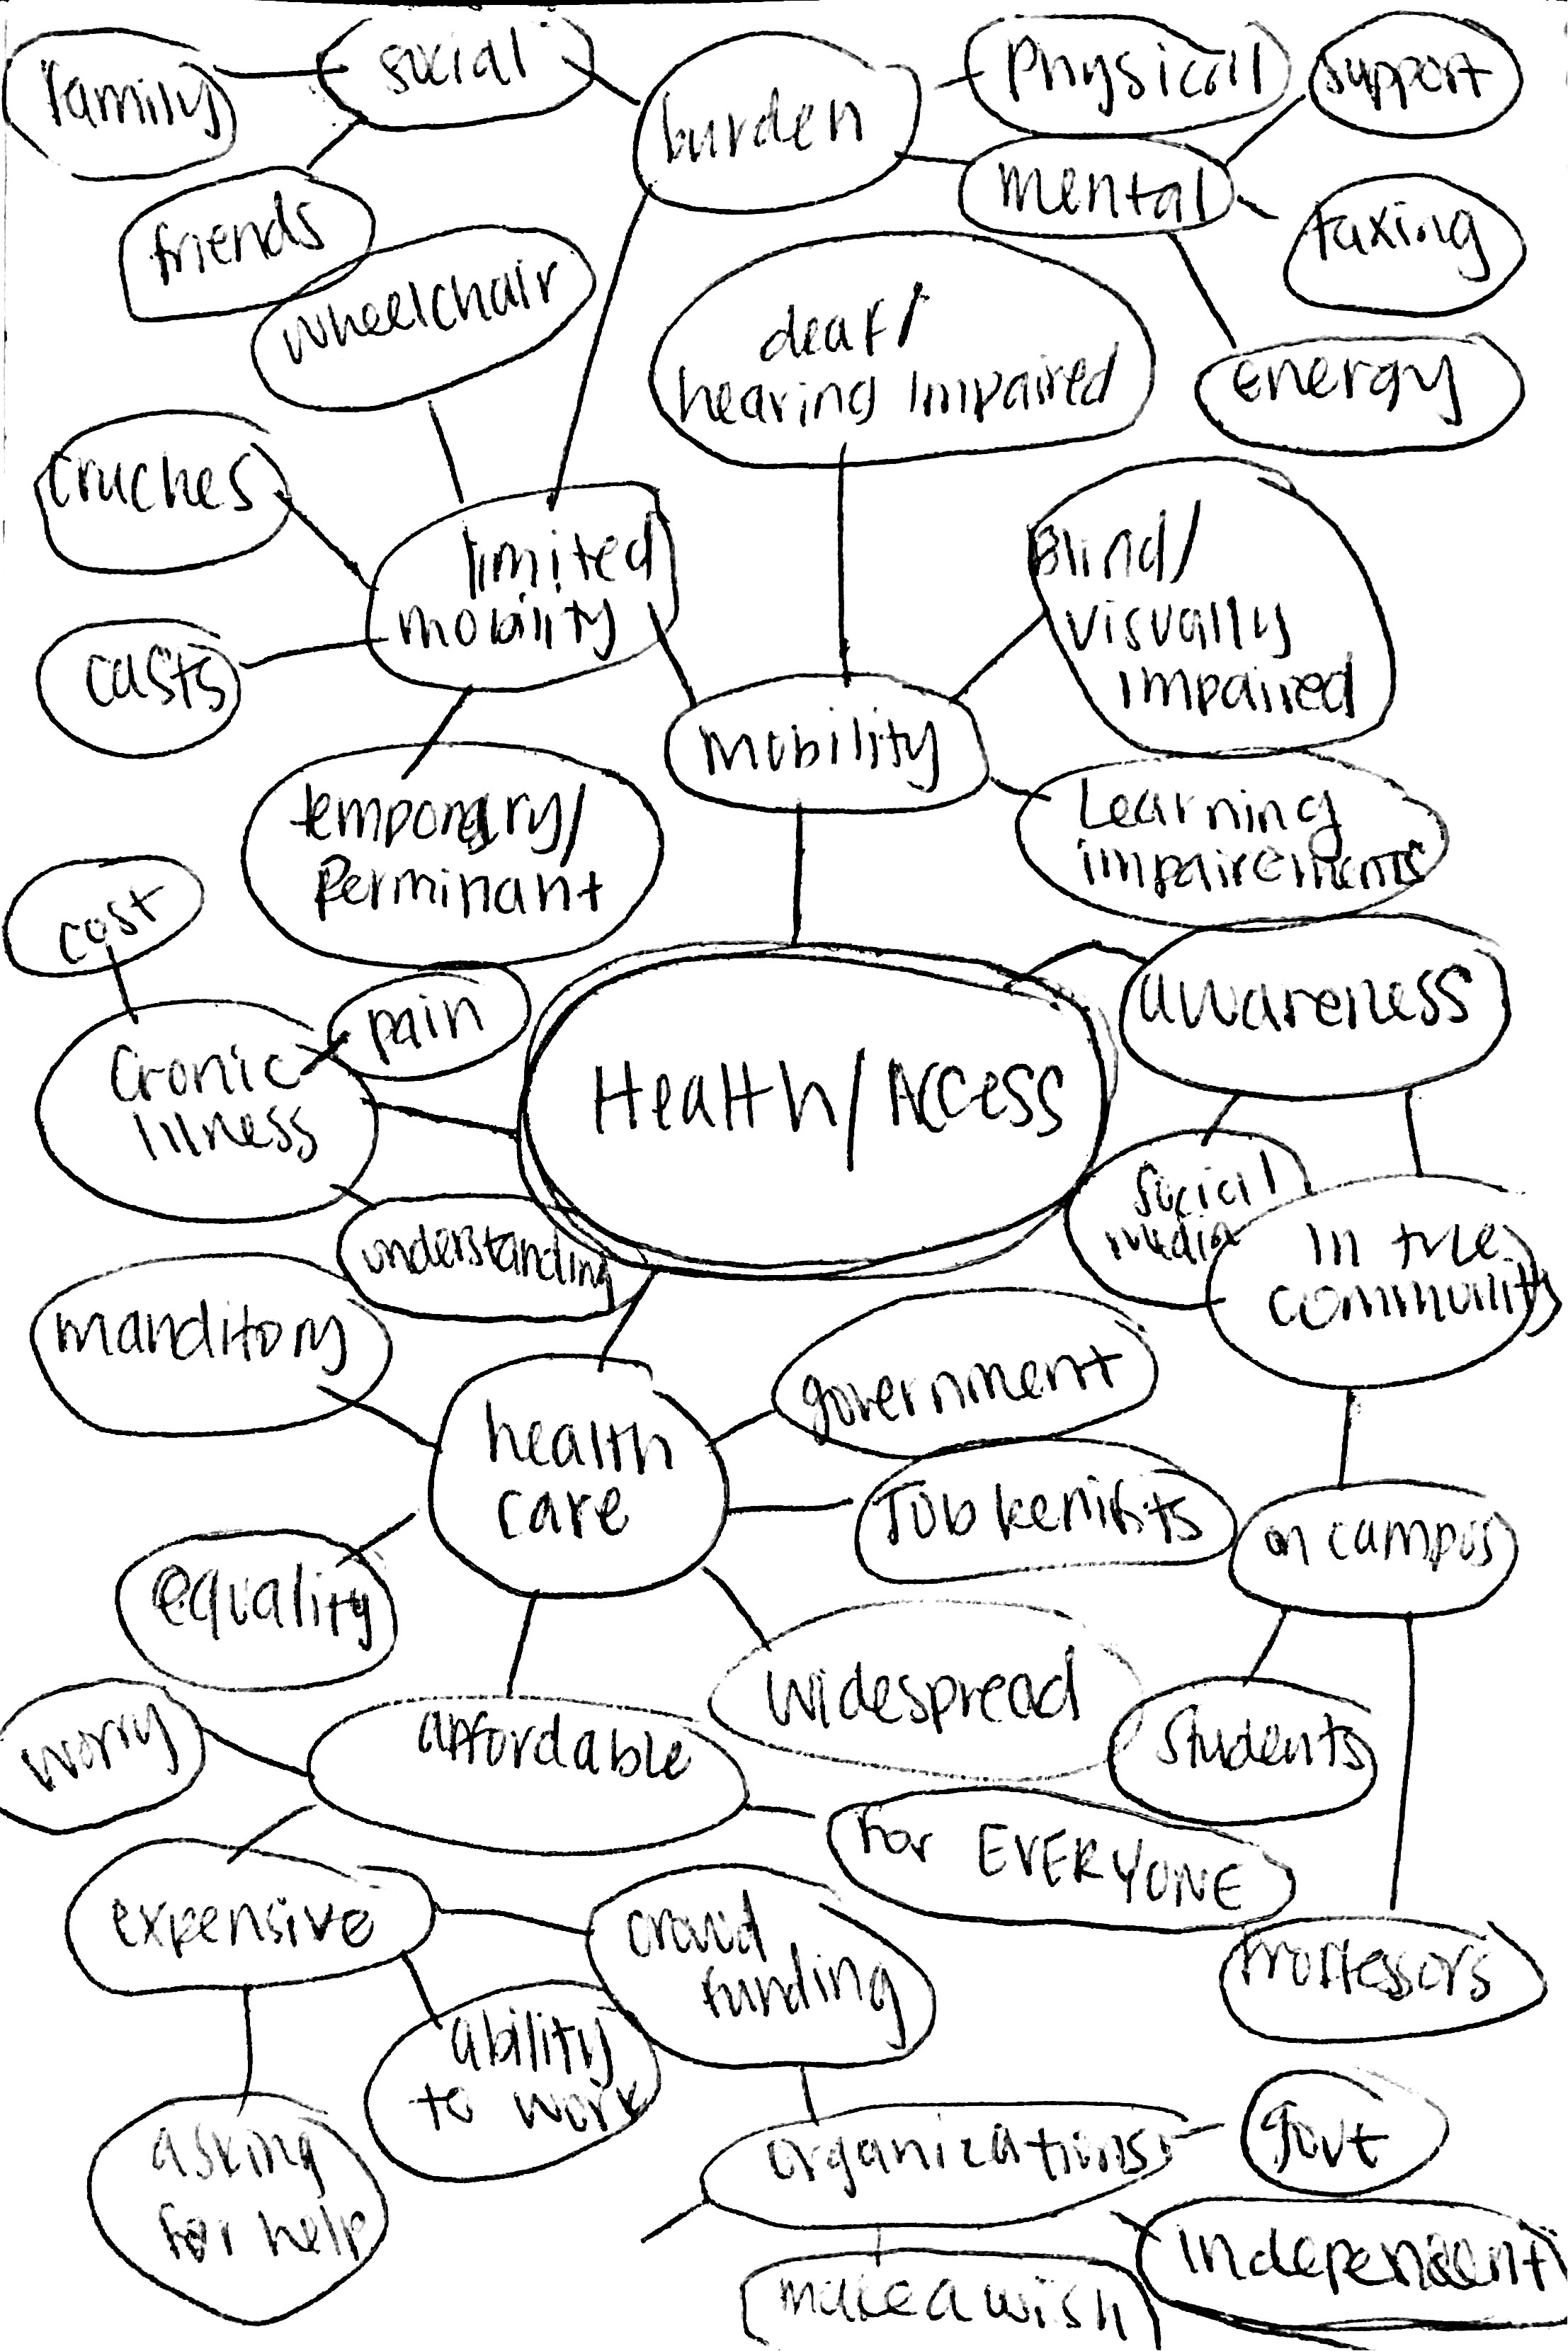 family
social
burden
Physical
support
mental
taxing
friends
wheelchair
deaf/
hearing impaired
energy
cruches
limited
mobility
Blind/
visually
impaired
casts
mobility
Learning
impairements
temporary/
Perminant
cost
pain
awareness
Cronic
illness
Health/Access
social
media
in the
community
understanding
manditory
government
health
care
Job benifits
on campus
equality
widespread
students
worry
affordable
For EVERYONE
expensive
crowd
funding
Proffessors
ability
to work
asking
for help
organizations
govt
independent
make a wish